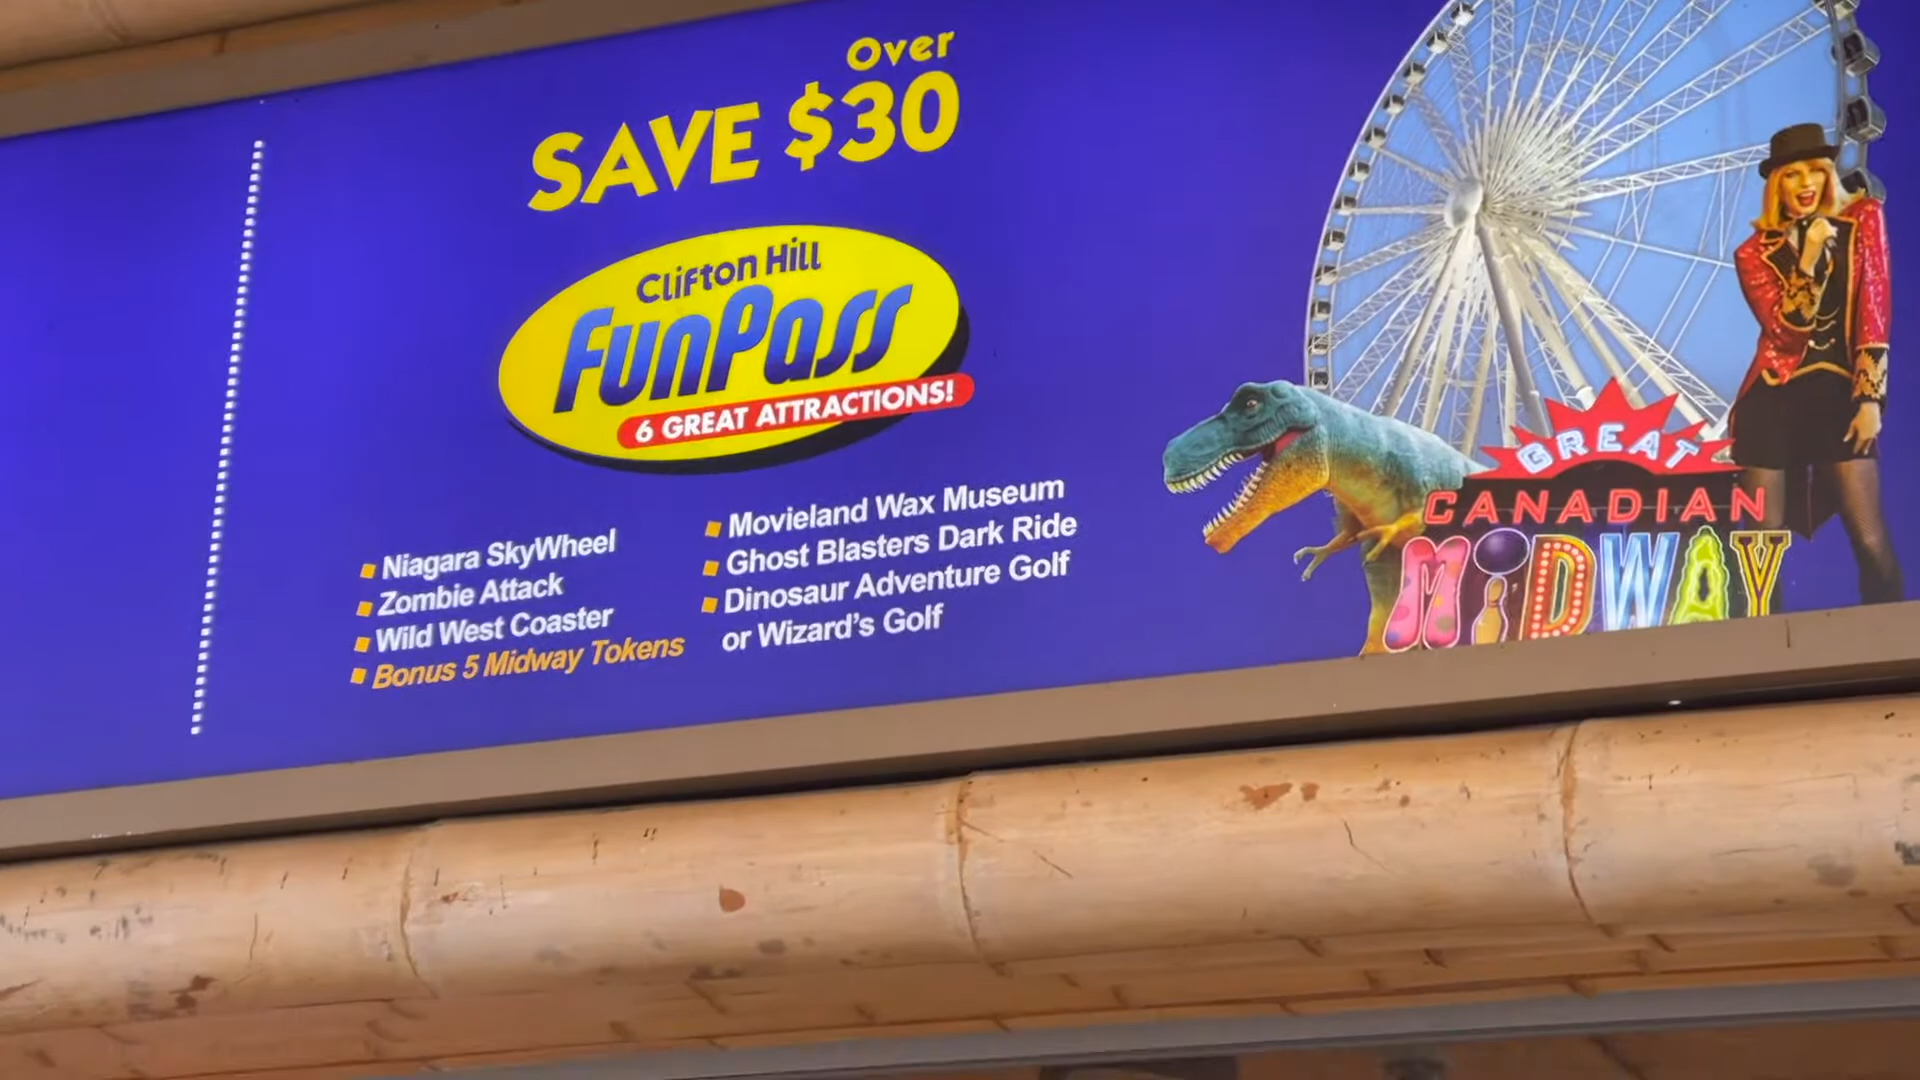 Over
SAVE $30
Clifton Hill
FunPass
6 GREAT ATTRACTIONS!
Niagara SkyWheel
Zombie Attack
Wild West Coaster
Bonus 5 Midway Tokens
Movieland Wax Museum
Ghost Blasters Dark Ride
Dinosaur Adventure Golf
or Wizard's Golf
GREAT
CANADIAN
MiDWAY